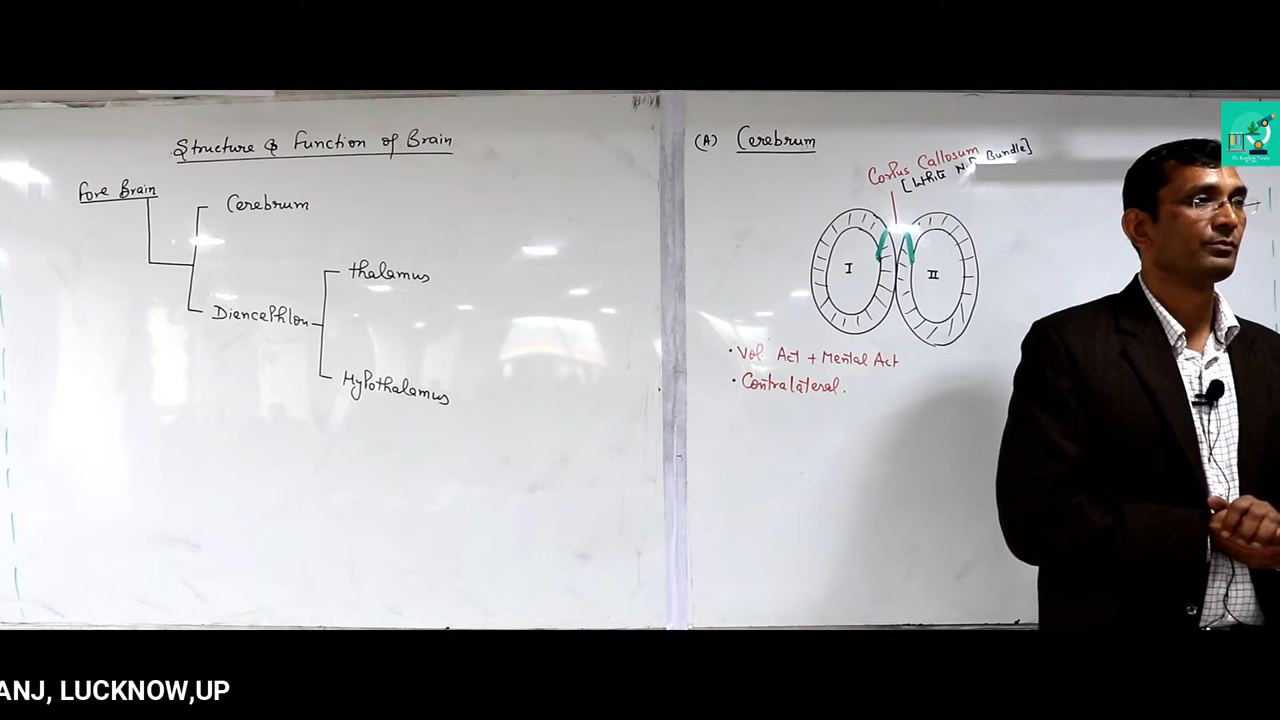 Structure & Function of Brain
Fore Brain
Cerebrum
Diencephlon
thalamus
Hypothalamus
(A) Cerebrum
Corpus Callosum
[White N.F Bundle]
I
II
• Vol Act + Mental Act
• Contralateral.
ANJ, LUCKNOW,UP